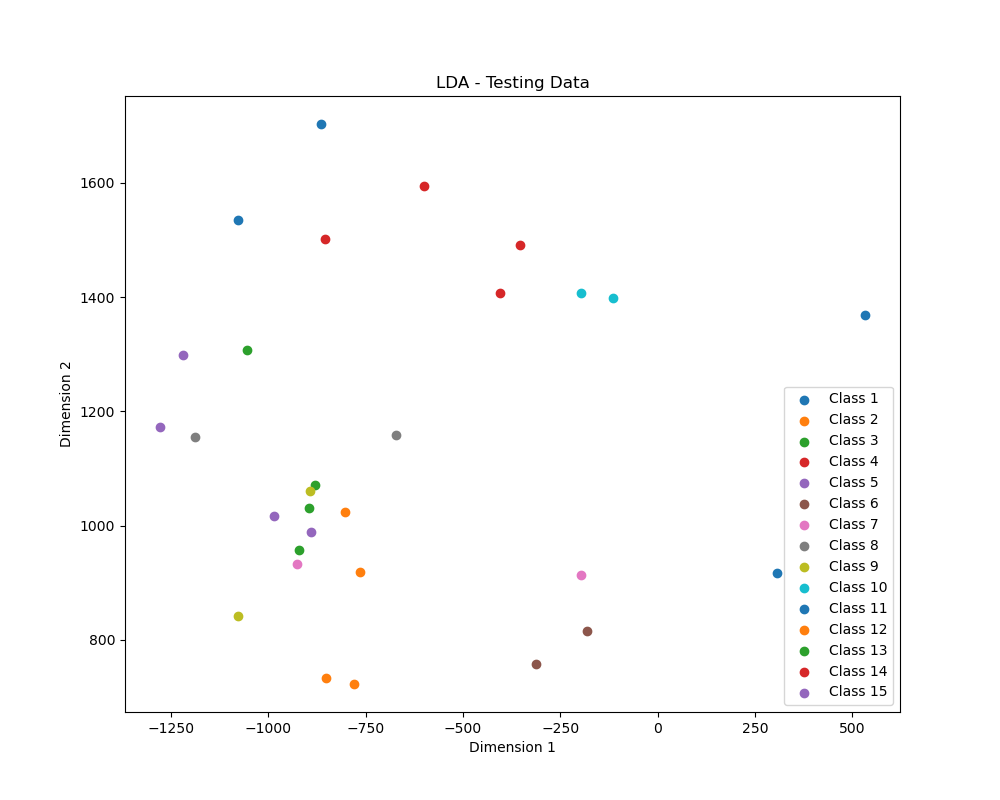 LDA - Testing Data
Dimension 2
1600
1400
1200
1000
800
Class 1
Class 2
Class 3
Class 4
Class 5
Class 6
Class 7
Class 8
Class 9
Class 10
Class 11
Class 12
Class 13
Class 14
Class 15
−1250 −1000 −750 −500 −250 0 250 500
Dimension 1